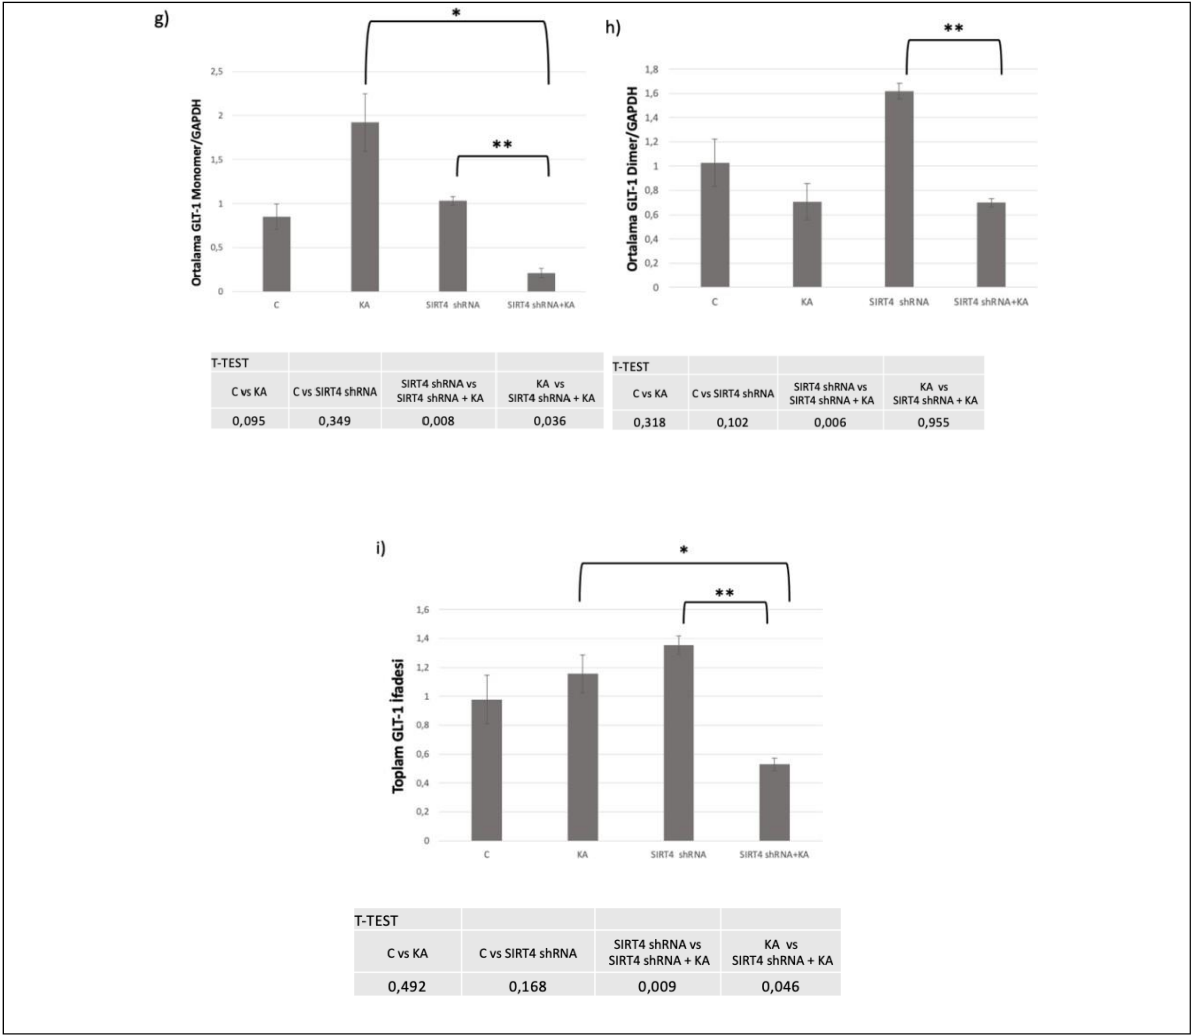 g)
*
**
Ortalama GLT-1 Monomer/GAPDH
2,5
2
1,5
1
0,5
0
C KA SIRT4 shRNA SIRT4 shRNA+KA
T-TEST
C vs KA C vs SIRT4 shRNA SIRT4 shRNA vs SIRT4 shRNA + KA KA vs SIRT4 shRNA + KA
0,095 0,349 0,008 0,036
h)
**
Ortalama GLT-1 Dimer/GAPDH
1,8
1,6
1,4
1,2
1
0,8
0,6
0,4
0,2
0
C KA SIRT4 shRNA SIRT4 shRNA+KA
T-TEST
C vs KA C vs SIRT4 shRNA SIRT4 shRNA vs SIRT4 shRNA + KA KA vs SIRT4 shRNA + KA
0,318 0,102 0,006 0,955
i)
*
**
Toplam GLT-1 ifadesi
1,6
1,4
1,2
1
0,8
0,6
0,4
0,2
0
C KA SIRT4 shRNA SIRT4 shRNA+KA
T-TEST
C vs KA C vs SIRT4 shRNA SIRT4 shRNA vs SIRT4 shRNA + KA KA vs SIRT4 shRNA + KA
0,492 0,168 0,009 0,046